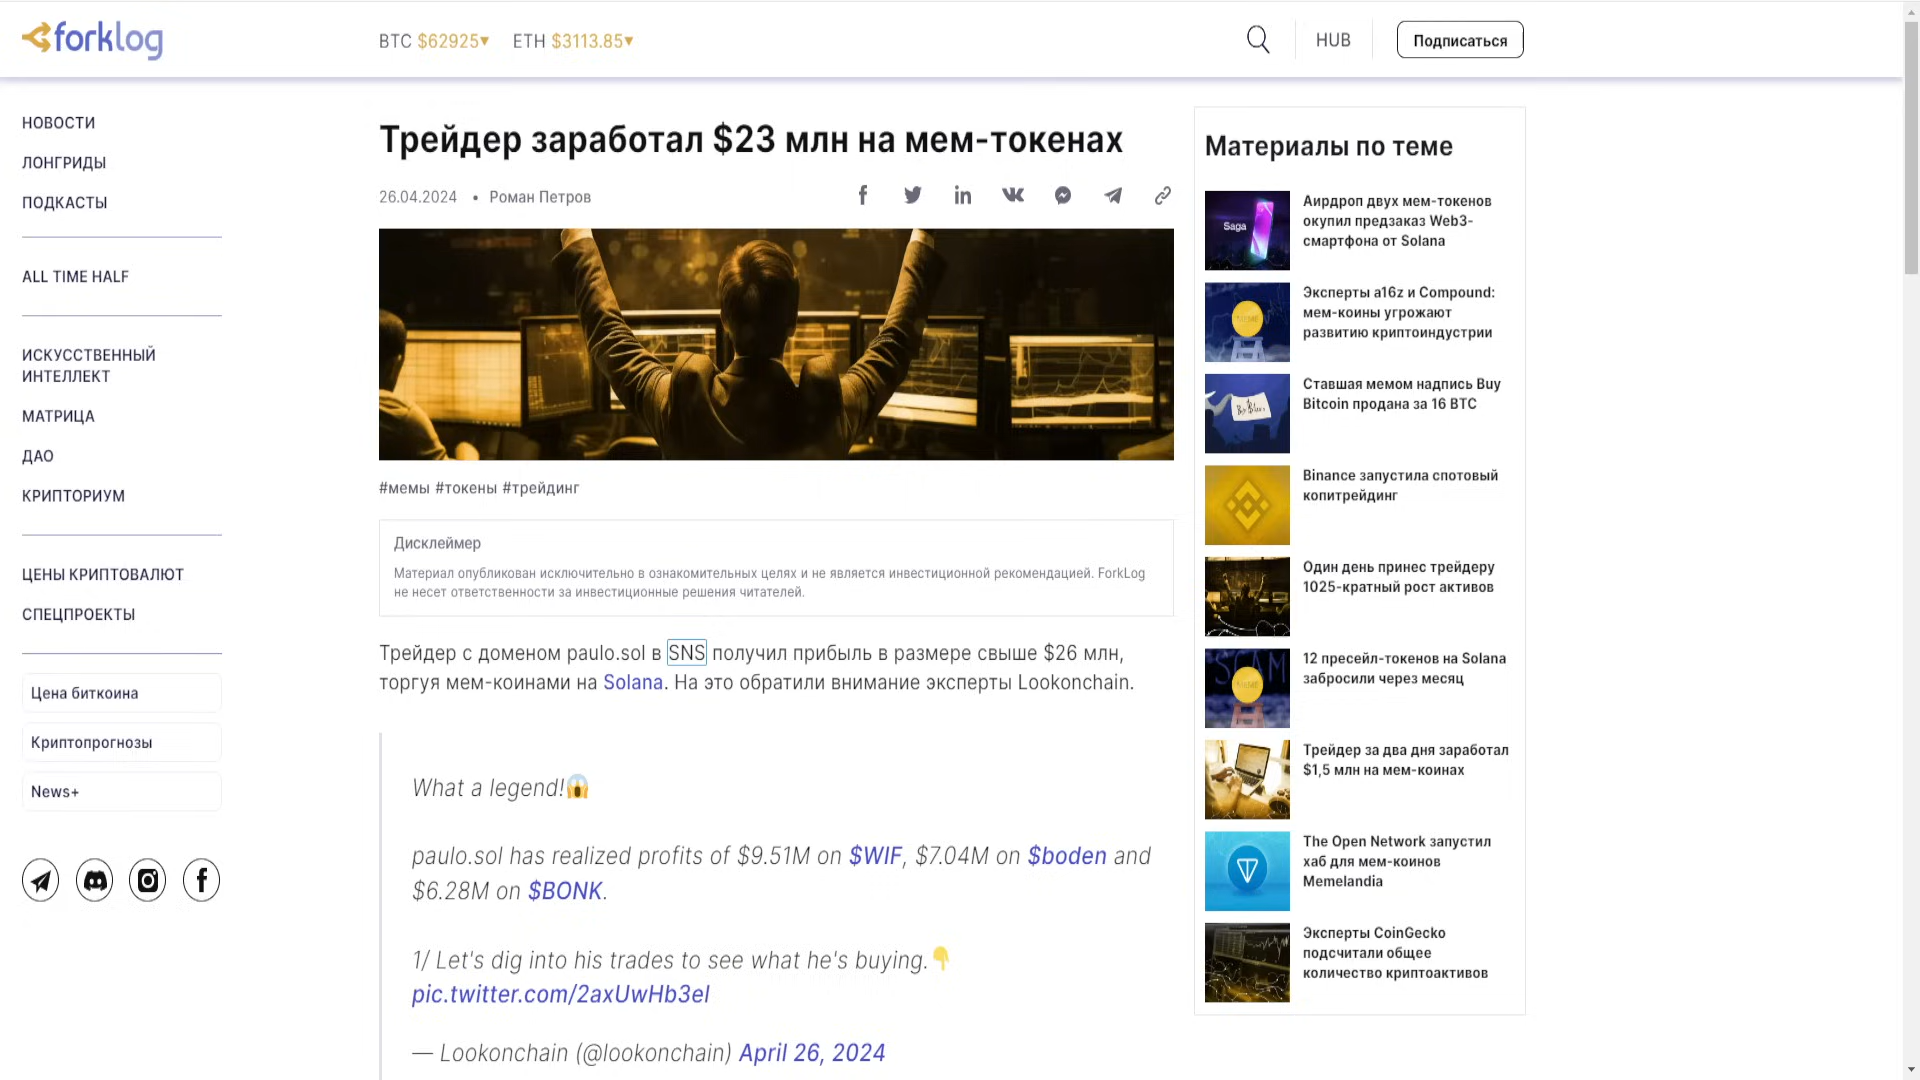 forklog
BTC $62925▼ ETH $3113.85▼
HUB
Подписаться
НОВОСТИ
ЛОНГРИДЫ
ПОДКАСТЫ
ALL TIME HALF
ИСКУССТВЕННЫЙ
ИНТЕЛЛЕКТ
МАТРИЦА
ДАО
КРИПТОРИУМ
ЦЕНЫ КРИПТОВАЛЮТ
СПЕЦПРОЕКТЫ
Цена биткоина
Криптопрогнозы
News+
Трейдер заработал $23 млн на мем-токенах
26.04.2024 • Роман Петров
#мемы #токены #трейдинг
Дисклеймер
Материал опубликован исключительно в ознакомительных целях и не является инвестиционной рекомендацией. ForkLog
не несет ответственности за инвестиционные решения читателей.
Трейдер с доменом paulo.sol в SNS получил прибыль в размере свыше $26 млн,
торгуя мем-коинами на Solana. На это обратили внимание эксперты Lookonchain.
What a legend!😱
paulo.sol has realized profits of $9.51M on $WIF, $7.04M on $boden and
$6.28M on $BONK.
1/ Let's dig into his trades to see what he's buying.👇
pic.twitter.com/2axUwHb3eI
— Lookonchain (@lookonchain) April 26, 2024
Материалы по теме
Saga
Аирдроп двух мем-токенов
окупил предзаказ Web3-
смартфона от Solana
Эксперты a16z и Compound:
мем-коины угрожают
развитию криптоиндустрии
Ставшая мемом надпись Buy
Bitcoin продана за 16 BTC
Binance запустила спотовый
копитрейдинг
Один день принес трейдеру
1025-кратный рост активов
SCAM
12 пресейл-токенов на Solana
забросили через месяц
Трейдер за два дня заработал
$1,5 млн на мем-коинах
The Open Network запустил
хаб для мем-коинов
Memelandia
Эксперты CoinGecko
подсчитали общее
количество криптоактивов